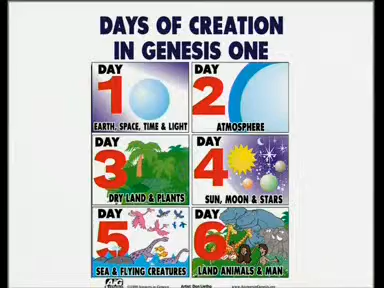 DAYS OF CREATION
IN GENESIS ONE
DAY
1
EARTH, SPACE, TIME & LIGHT
DAY
2
ATMOSPHERE
DAY
3
DRY LAND & PLANTS
DAY
4
SUN, MOON & STARS
DAY
5
SEA & FLYING CREATURES
DAY
6
LAND ANIMALS & MAN
AiG